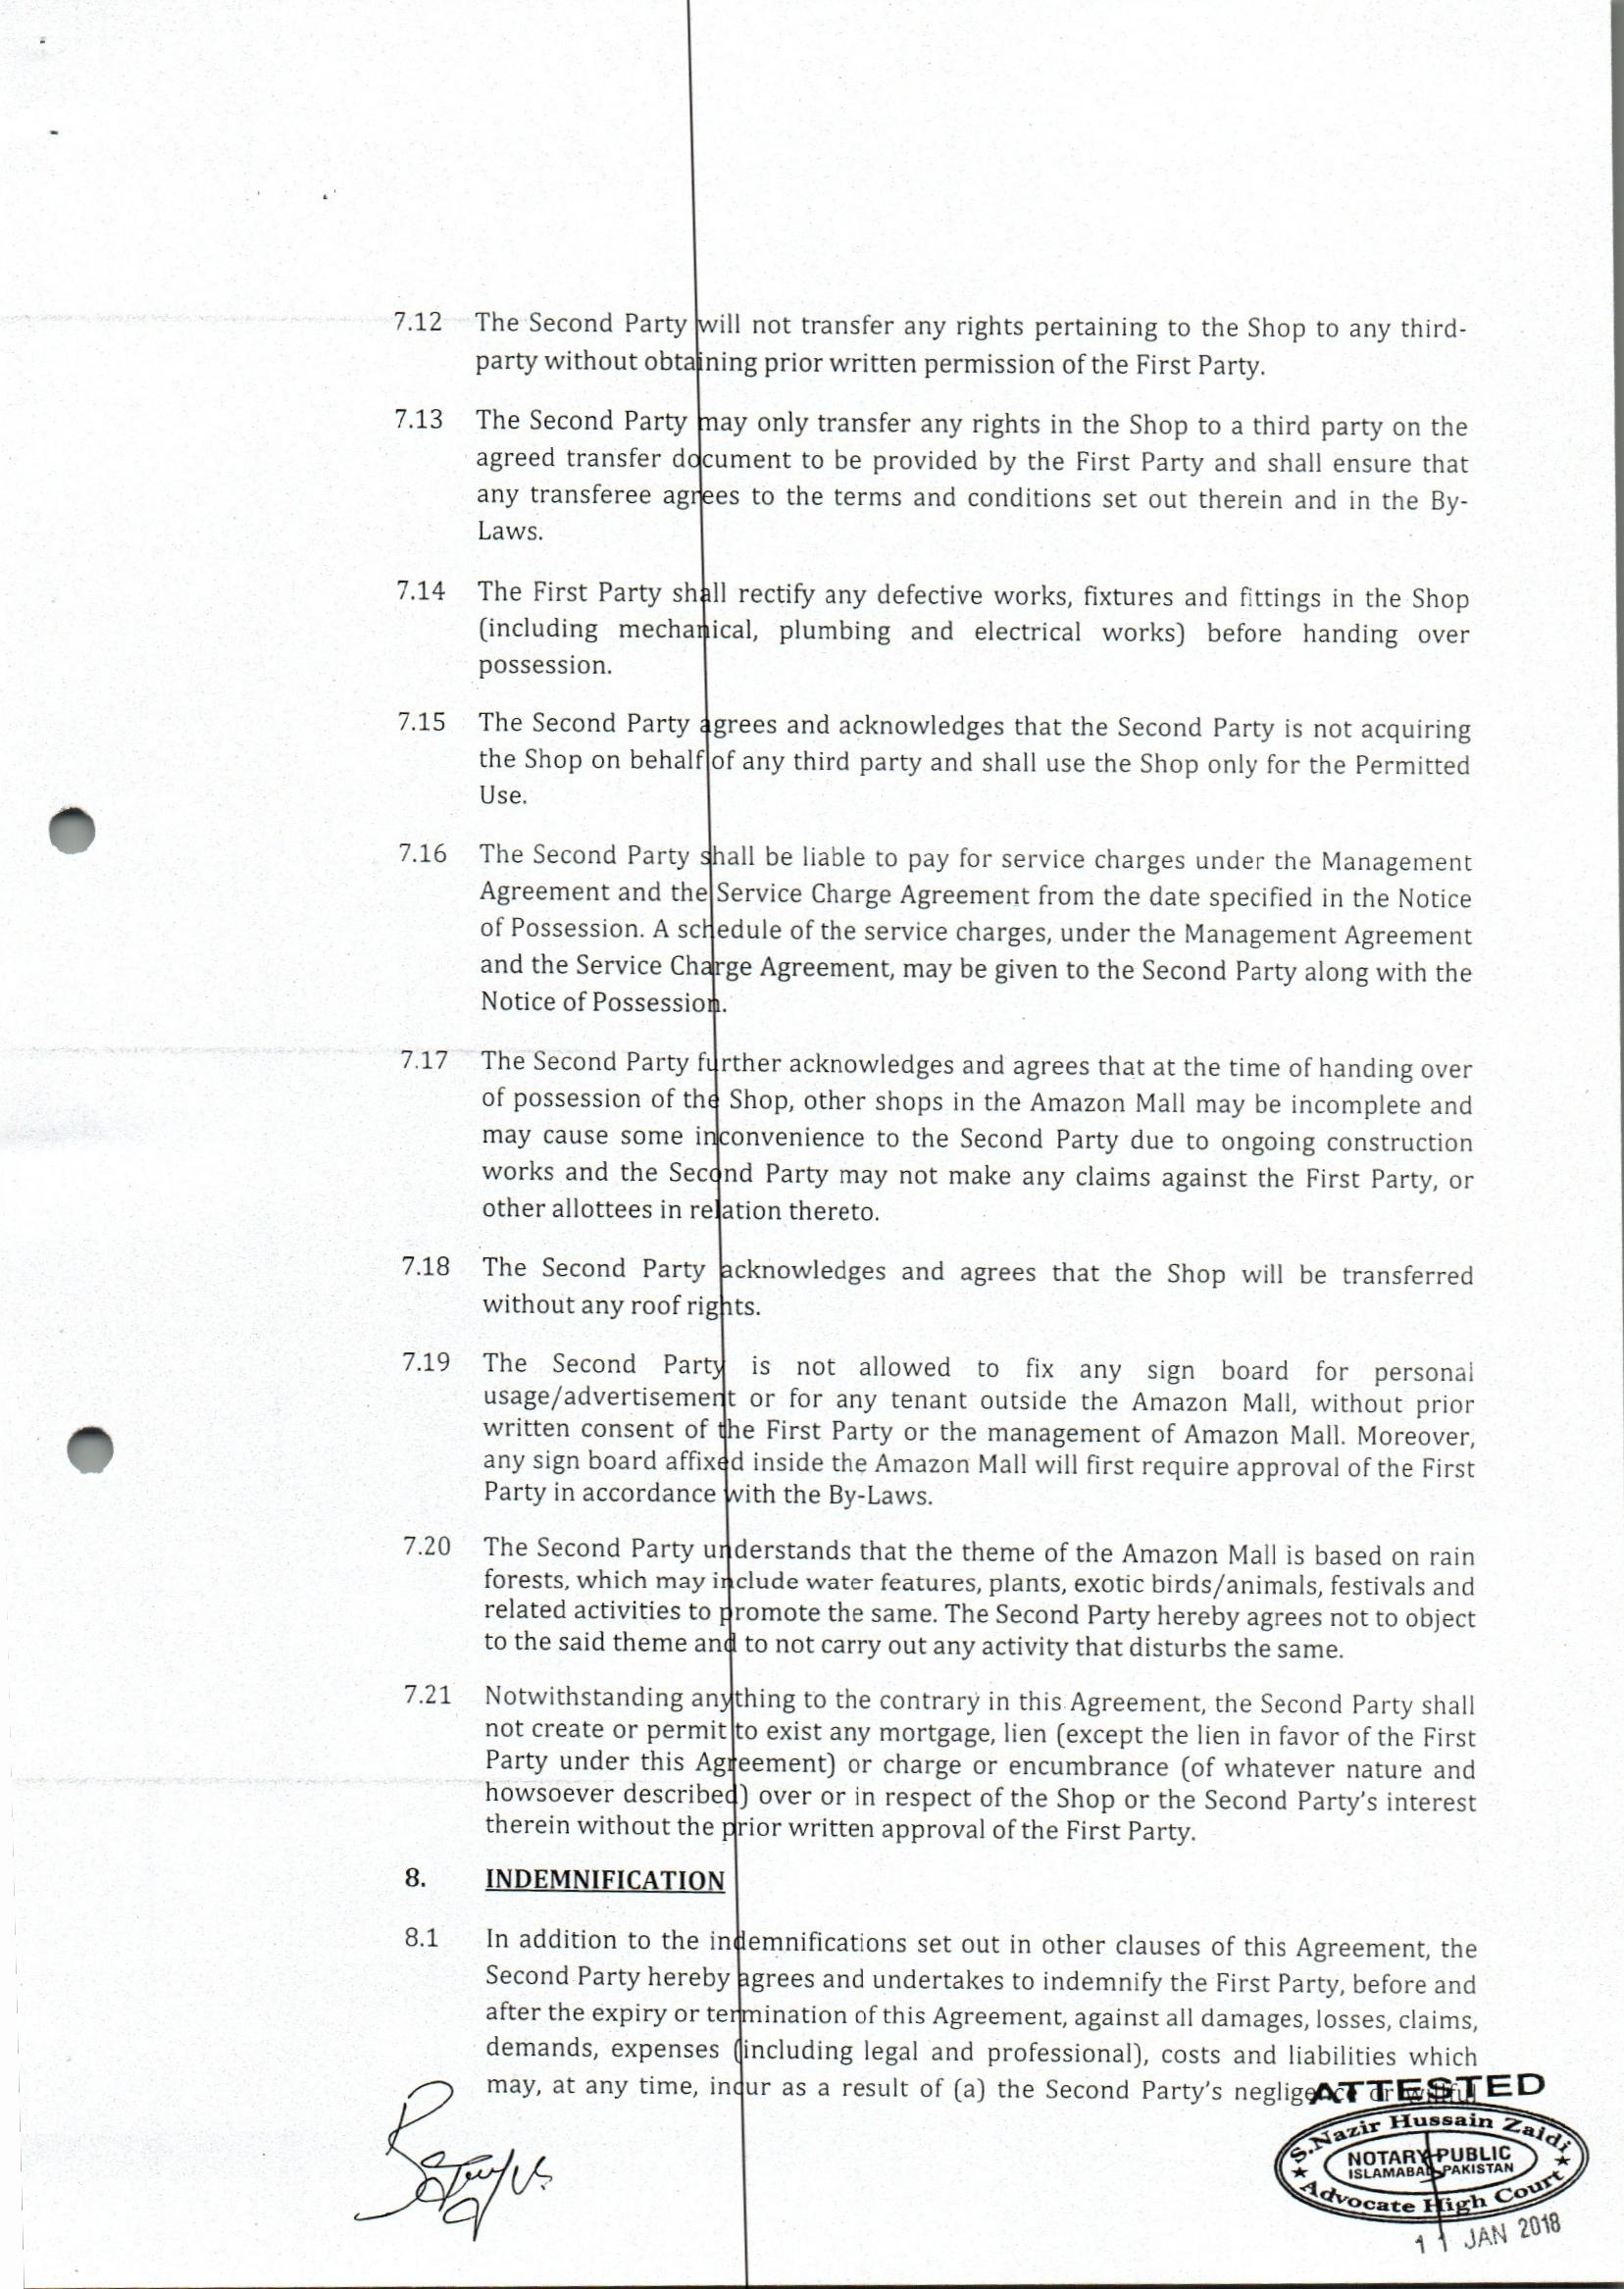 7.12 The Second Party will not transfer any rights pertaining to the Shop to any third-
party without obtaining prior written permission of the First Party.
7.13 The Second Party may only transfer any rights in the Shop to a third party on the
agreed transfer document to be provided by the First Party and shall ensure that
any transferee agrees to the terms and conditions set out therein and in the By-
Laws.
7.14 The First Party shall rectify any defective works, fixtures and fittings in the Shop
(including mechanical, plumbing and electrical works) before handing over
possession.
7.15 The Second Party agrees and acknowledges that the Second Party is not acquiring
the Shop on behalf of any third party and shall use the Shop only for the Permitted
Use.
7.16 The Second Party shall be liable to pay for service charges under the Management
Agreement and the Service Charge Agreement from the date specified in the Notice
of Possession. A schedule of the service charges, under the Management Agreement
and the Service Charge Agreement, may be given to the Second Party along with the
Notice of Possession.
7.17 The Second Party further acknowledges and agrees that at the time of handing over
of possession of the Shop, other shops in the Amazon Mall may be incomplete and
may cause some inconvenience to the Second Party due to ongoing construction
works and the Second Party may not make any claims against the First Party, or
other allottees in relation thereto.
7.18 The Second Party acknowledges and agrees that the Shop will be transferred
without any roof rights.
7.19 The Second Party is not allowed to fix any sign board for personal
usage/advertisement or for any tenant outside the Amazon Mall, without prior
written consent of the First Party or the management of Amazon Mall. Moreover,
any sign board affixed inside the Amazon Mall will first require approval of the First
Party in accordance with the By-Laws.
7.20 The Second Party understands that the theme of the Amazon Mall is based on rain
forests, which may include water features, plants, exotic birds/animals, festivals and
related activities to promote the same. The Second Party hereby agrees not to object
to the said theme and to not carry out any activity that disturbs the same.
7.21 Notwithstanding anything to the contrary in this Agreement, the Second Party shall
not create or permit to exist any mortgage, lien (except the lien in favor of the First
Party under this Agreement) or charge or encumbrance (of whatever nature and
howsoever described) over or in respect of the Shop or the Second Party's interest
therein without the prior written approval of the First Party.
8. INDEMNIFICATION
8.1 In addition to the indemnifications set out in other clauses of this Agreement, the
Second Party hereby agrees and undertakes to indemnify the First Party, before and
after the expiry or termination of this Agreement, against all damages, losses, claims,
demands, expenses (including legal and professional), costs and liabilities which
may, at any time, incur as a result of (a) the Second Party's negligence or willful
ATTESTED
S.Nazir Hussain Zaidi
NOTARY PUBLIC
ISLAMABAD PAKISTAN
Advocate High Court
11 JAN 2018